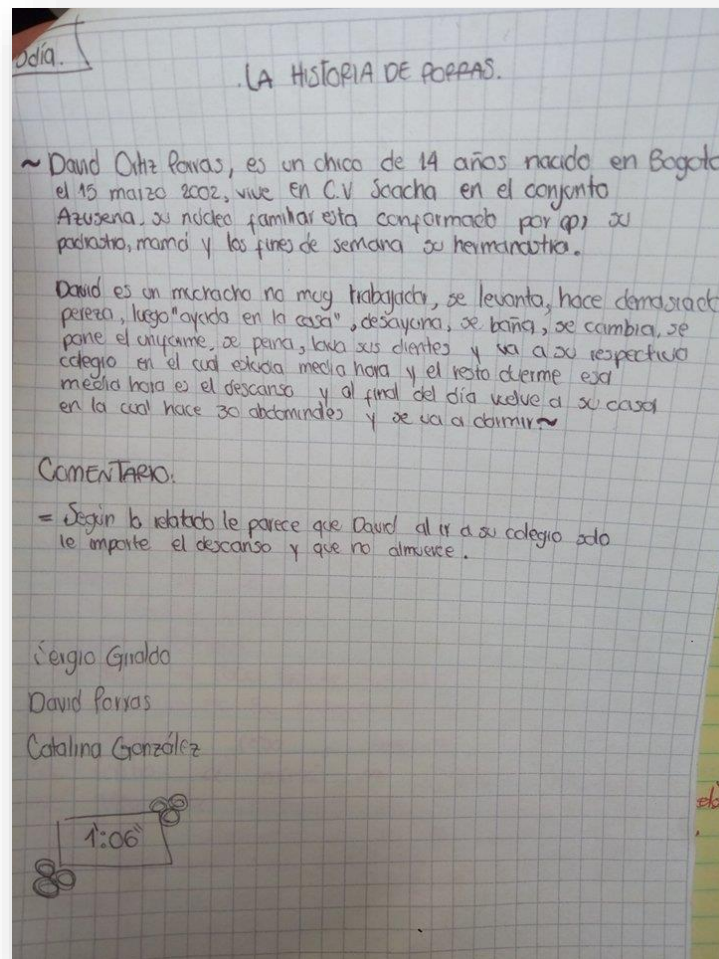 odía.
. LA HISTORIA DE PORRAS.
~ David Ortiz Porras, es un chico de 14 años nacido en Bogotá
el 15 marzo 2002, vive en C.V Soacha en el conjunto
Azusena, su núcleo familiar esta conformado por su
padrastro, mamá y los fines de semana su hermanastra.
David es un muchacho no muy trabajador, se levanta, hace demasiada
pereza, luego "ayuda en la casa", desayuna, se baña, se cambia, se
pone el uniforme, se peina, lava sus dientes y va a su respectivo
colegio en el cual estudia media hora y el resto duerme esa
media hora es el descanso y al final del día vuelve a su casa
en la cual hace 30 abdominales y se va a dormir ~
COMENTARIO:
= Según lo relatado le parece que David al ir a su colegio solo
le importe el descanso y que no almuerce.
Sergio Giraldo
David Porras
Catalina González
1':06"